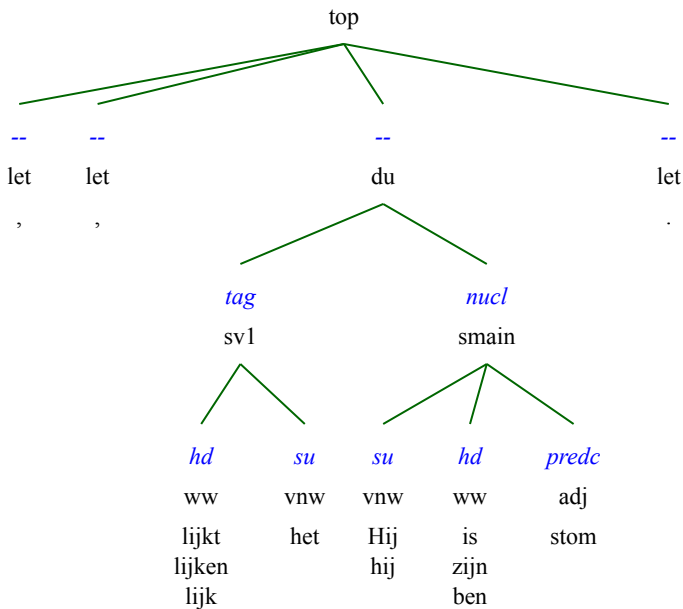 top
-- -- -- --
let let du let
, , .
tag nucl
sv1 smain
hd su su hd predc
ww vnw vnw ww adj
lijkt het Hij is stom
lijken hij zijn
lijk ben